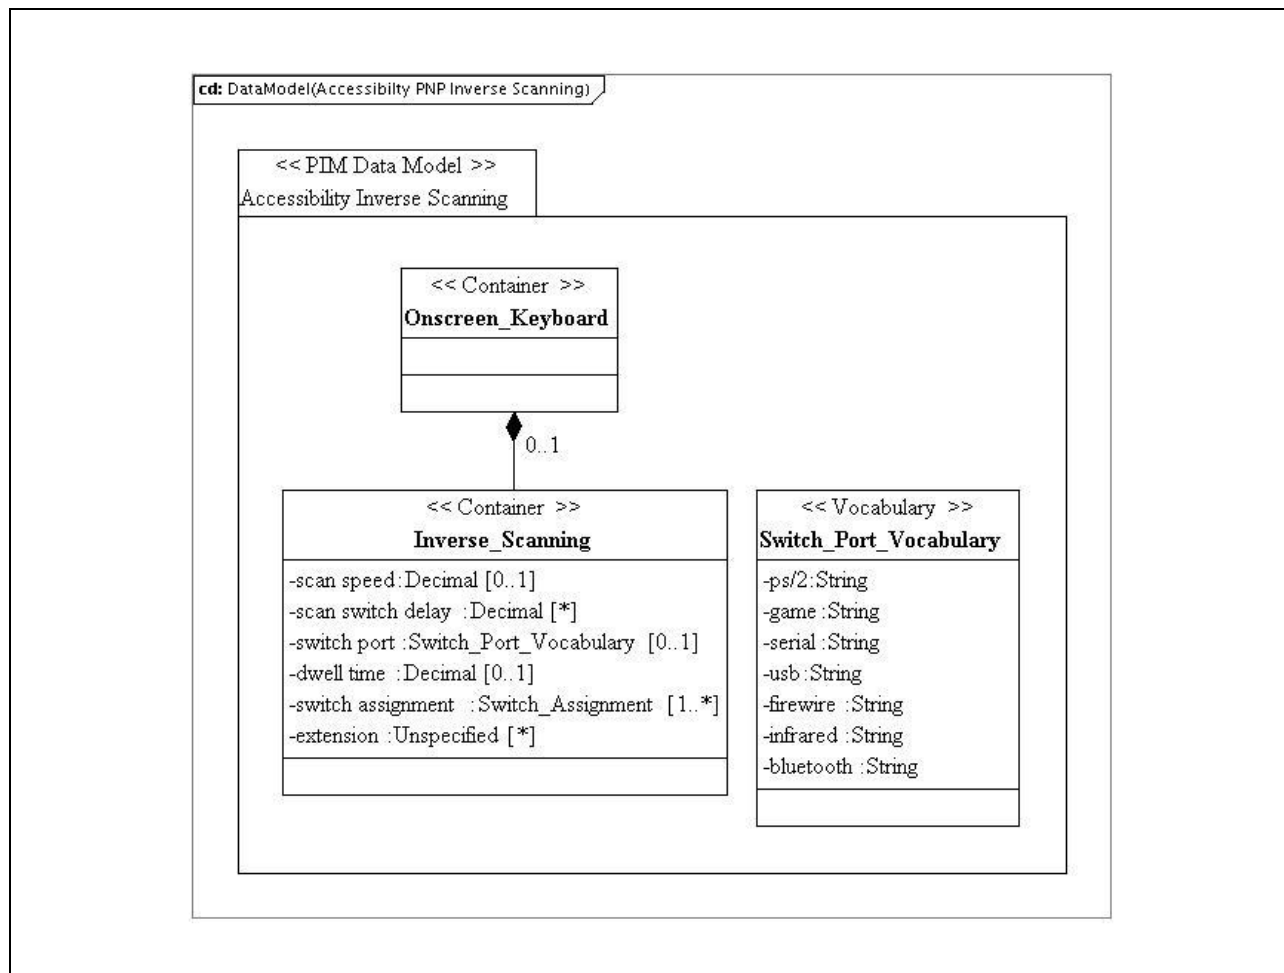 cd: DataModel(Accessibilty PNP Inverse Scanning)
<< PIM Data Model >>
Accessibility Inverse Scanning
<< Container >>
Onscreen_Keyboard
0..1
<< Container >>
Inverse_Scanning
-scan speed:Decimal [0..1]
-scan switch delay :Decimal [*]
-switch port :Switch_Port_Vocabulary [0..1]
-dwell time :Decimal [0..1]
-switch assignment :Switch_Assignment [1..*]
-extension :Unspecified [*]
<< Vocabulary >>
Switch_Port_Vocabulary
-ps/2:String
-game :String
-serial :String
-usb :String
-firewire :String
-infrared :String
-bluetooth :String